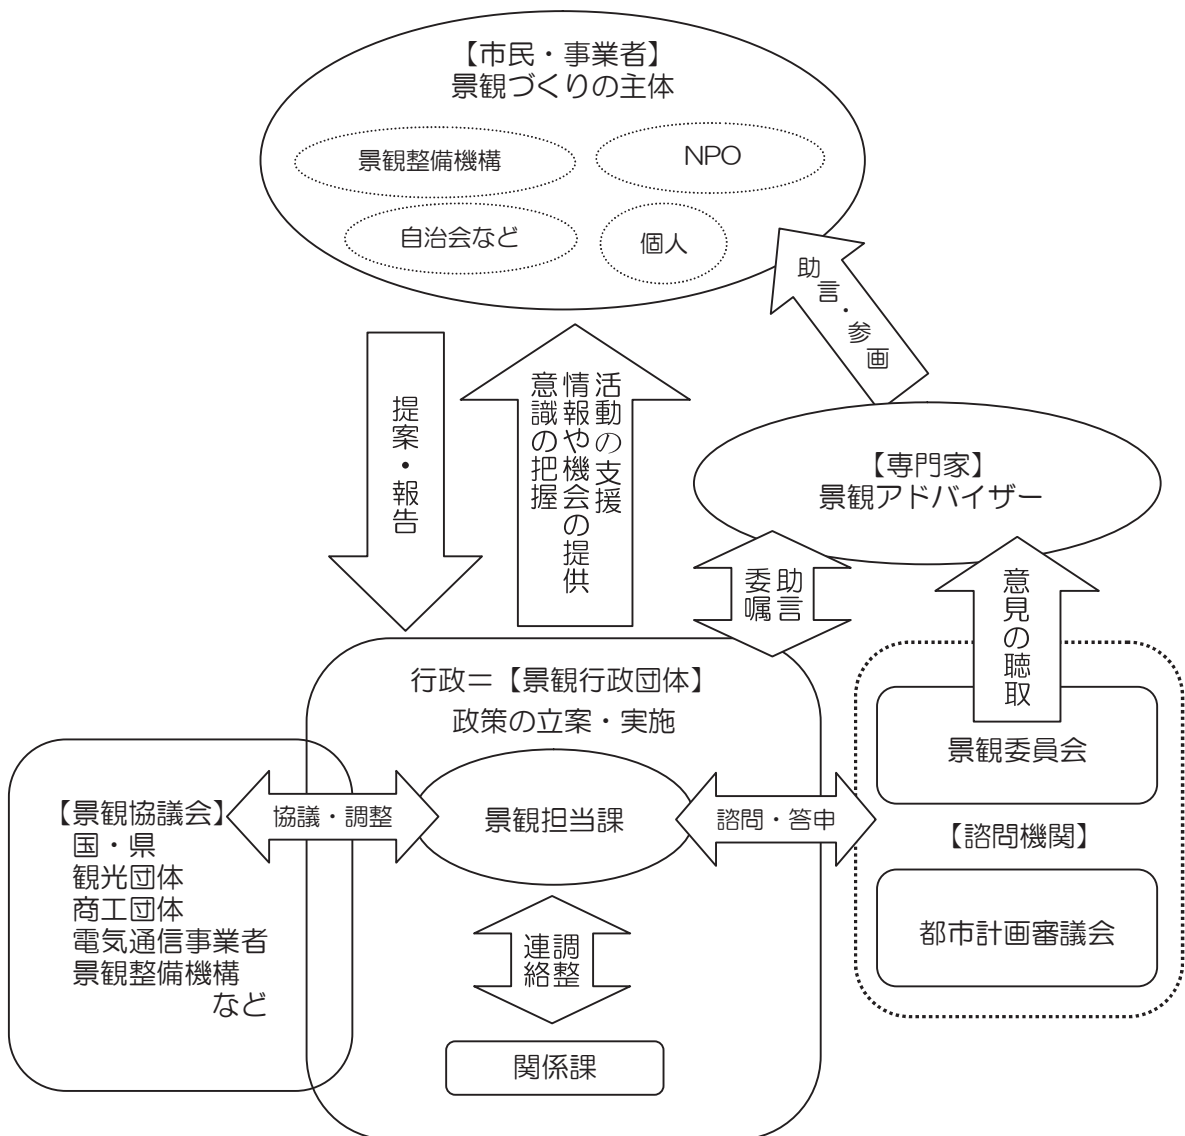 【市民・事業者】
景観づくりの主体
景観整備機構
NPO
自治会など
個人
助言・参画
提案・報告
活動の支援
情報や機会の提供
意識の把握
【専門家】
景観アドバイザー
助言
委嘱
意見の聴取
行政＝【景観行政団体】
政策の立案・実施
景観委員会
【景観協議会】
国・県
観光団体
商工団体
電気通信事業者
景観整備機構
など
協議・調整
景観担当課
諮問・答申
【諮問機関】
都市計画審議会
調整
連絡
関係課